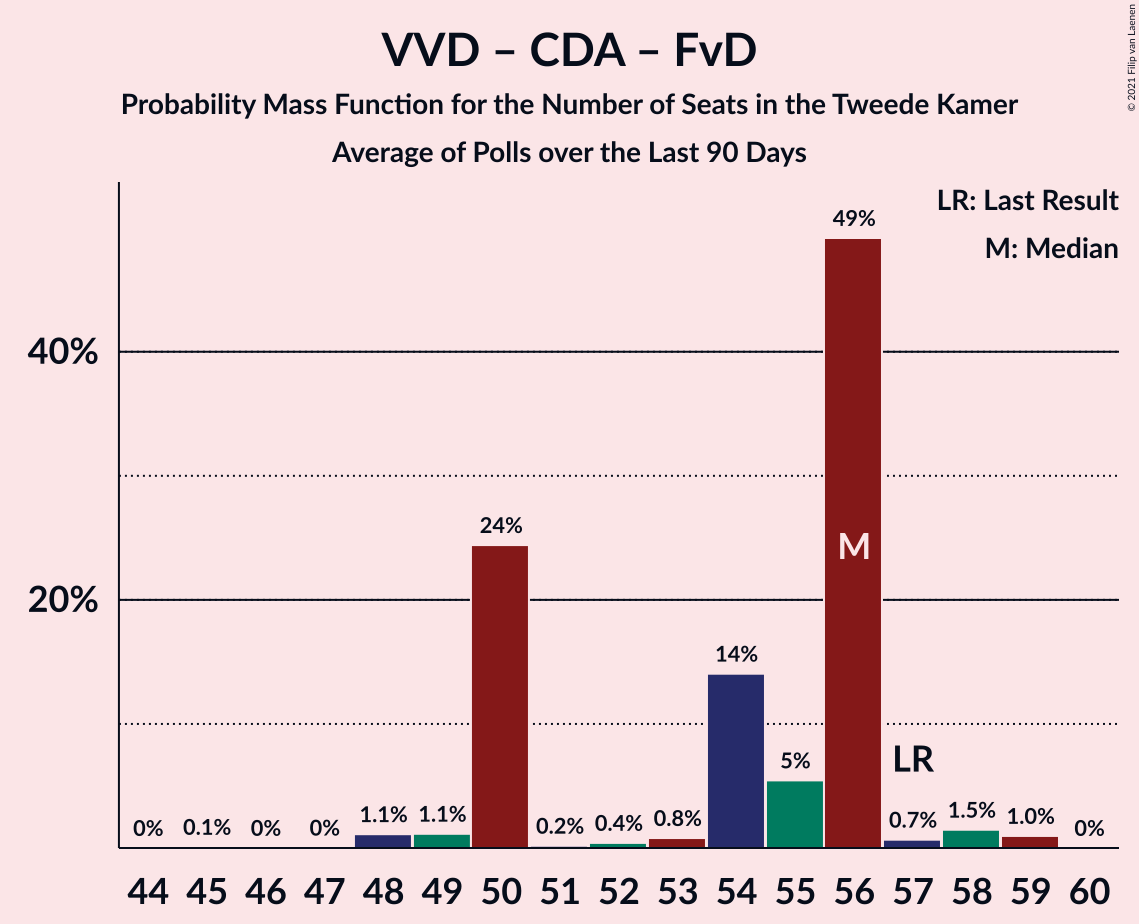 VVD – CDA – FvD
Probability Mass Function for the Number of Seats in the Tweede Kamer
Average of Polls over the Last 90 Days
© 2021 Filip van Laenen
LR: Last Result
M: Median
40%
20%
0%
0.1%
0%
0%
1.1%
1.1%
24%
0.2%
0.4%
0.8%
14%
5%
49%
M
LR
0.7%
1.5%
1.0%
0%
44 45 46 47 48 49 50 51 52 53 54 55 56 57 58 59 60